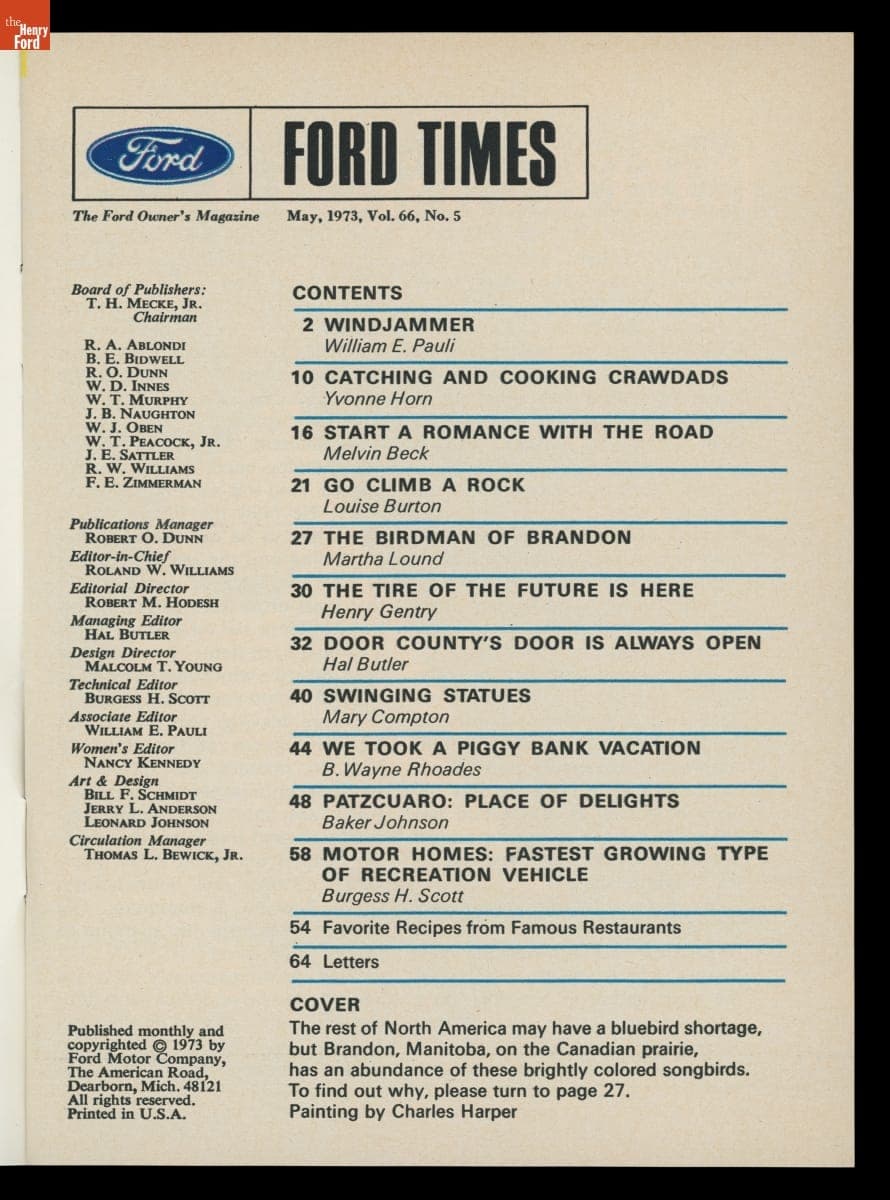 the
Henry
Ford
Ford
FORD TIMES
The Ford Owner's Magazine
May, 1973, Vol. 66, No. 5
Board of Publishers:
T. H. MECKE, JR.
Chairman
R. A. ABLONDI
B. E. BIDWELL
R. O. DUNN
W. D. INNES
W. T. MURPHY
J. B. NAUGHTON
W. J. OBEN
W. T. PEACOCK, JR.
J. E. SATTLER
R. W. WILLIAMS
F. E. ZIMMERMAN
Publications Manager
ROBERT O. DUNN
Editor-in-Chief
ROLAND W. WILLIAMS
Editorial Director
ROBERT M. HODESH
Managing Editor
HAL BUTLER
Design Director
MALCOLM T. YOUNG
Technical Editor
BURGESS H. SCOTT
Associate Editor
WILLIAM E. PAULI
Women's Editor
NANCY KENNEDY
Art & Design
BILL F. SCHMIDT
JERRY L. ANDERSON
LEONARD JOHNSON
Circulation Manager
THOMAS L. BEWICK, JR.
Published monthly and
copyrighted © 1973 by
Ford Motor Company,
The American Road,
Dearborn, Mich. 48121
All rights reserved.
Printed in U.S.A.
CONTENTS
2 WINDJAMMER
William E. Pauli
10 CATCHING AND COOKING CRAWDADS
Yvonne Horn
16 START A ROMANCE WITH THE ROAD
Melvin Beck
21 GO CLIMB A ROCK
Louise Burton
27 THE BIRDMAN OF BRANDON
Martha Lound
30 THE TIRE OF THE FUTURE IS HERE
Henry Gentry
32 DOOR COUNTY'S DOOR IS ALWAYS OPEN
Hal Butler
40 SWINGING STATUES
Mary Compton
44 WE TOOK A PIGGY BANK VACATION
B. Wayne Rhoades
48 PATZCUARO: PLACE OF DELIGHTS
Baker Johnson
58 MOTOR HOMES: FASTEST GROWING TYPE
OF RECREATION VEHICLE
Burgess H. Scott
54 Favorite Recipes from Famous Restaurants
64 Letters
COVER
The rest of North America may have a bluebird shortage,
but Brandon, Manitoba, on the Canadian prairie,
has an abundance of these brightly colored songbirds.
To find out why, please turn to page 27.
Painting by Charles Harper